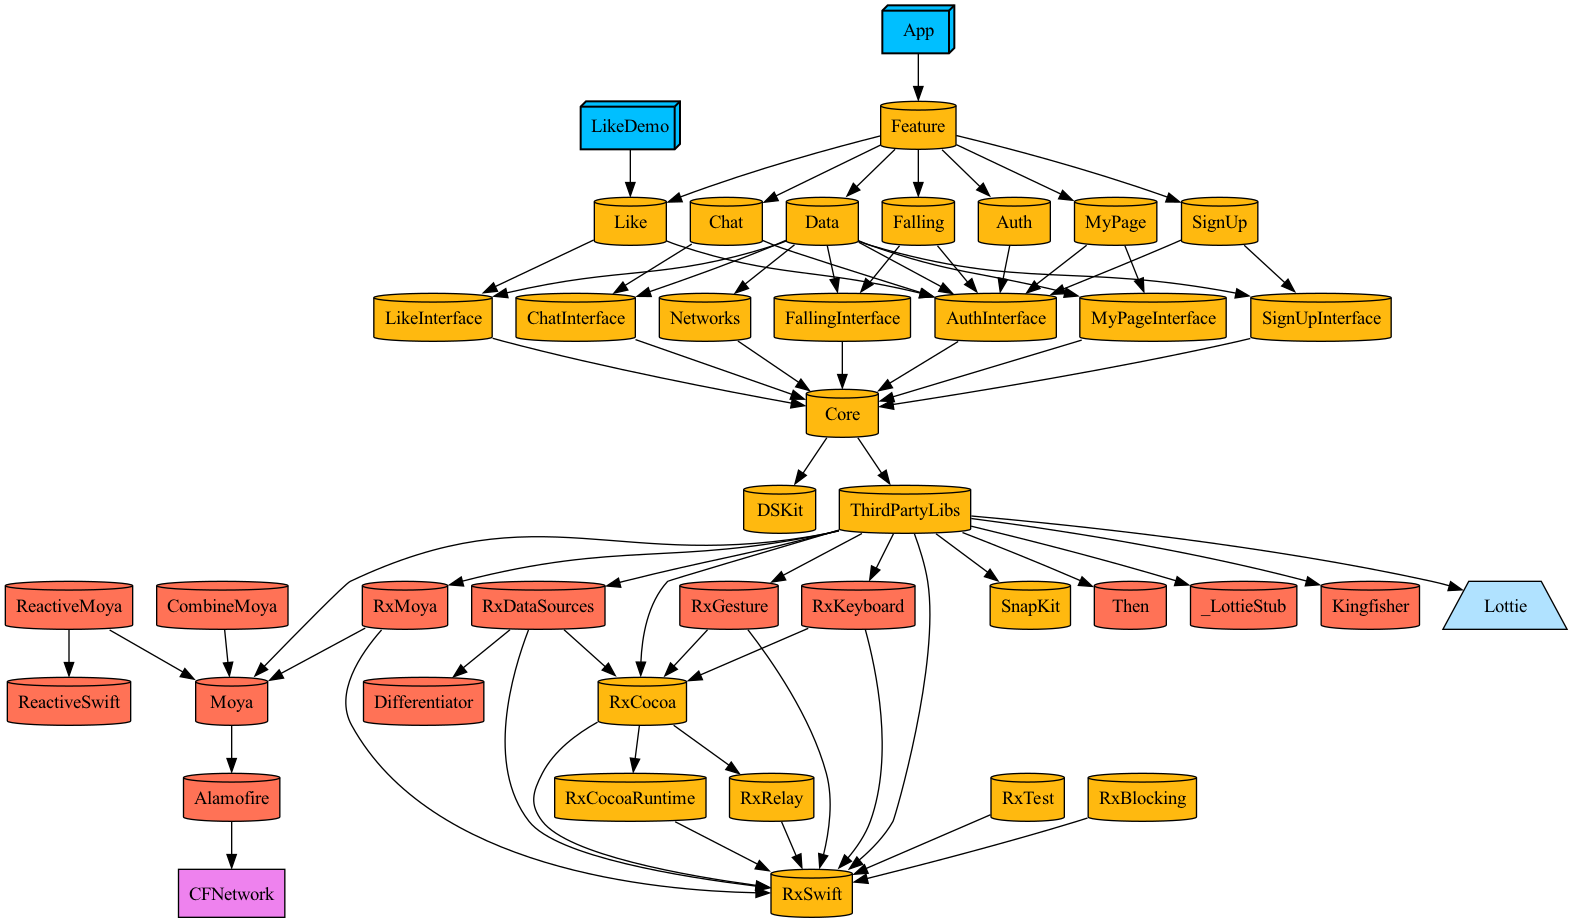 App
LikeDemo
Feature
Like
Chat
Data
Falling
Auth
MyPage
SignUp
LikeInterface
ChatInterface
Networks
FallingInterface
AuthInterface
MyPageInterface
SignUpInterface
Core
DSKit
ThirdPartyLibs
ReactiveMoya
CombineMoya
RxMoya
RxDataSources
RxGesture
RxKeyboard
SnapKit
Then
_LottieStub
Kingfisher
Lottie
ReactiveSwift
Moya
Differentiator
RxCocoa
Alamofire
RxCocoaRuntime
RxRelay
RxTest
RxBlocking
CFNetwork
RxSwift